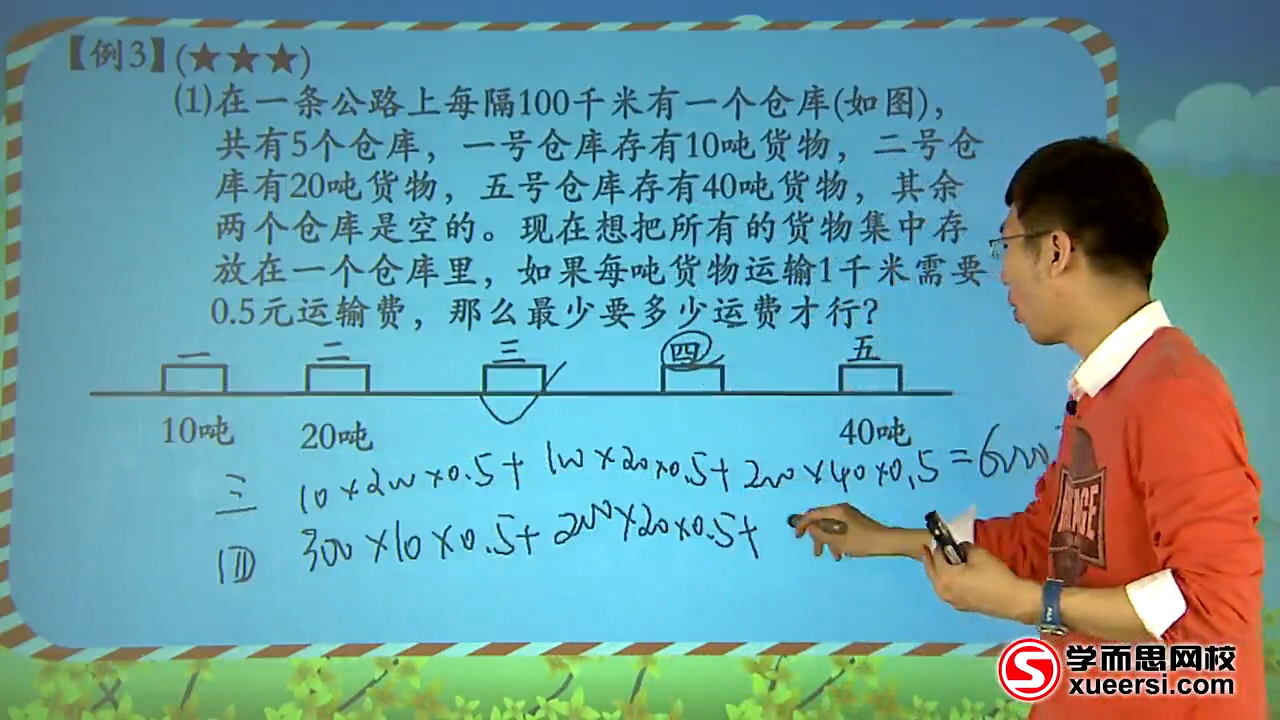 【例3】(★★★)
(1)在一条公路上每隔100千米有一个仓库(如图),
共有5个仓库，一号仓库存有10吨货物，二号仓
库有20吨货物，五号仓库存有40吨货物，其余
两个仓库是空的。现在想把所有的货物集中存
放在一个仓库里，如果每吨货物运输1千米需要
0.5元运输费，那么最少要多少运费才行?
一 二 三 四 五
10吨 20吨 40吨
三 10×200×0.5+ 100×20×0.5+ 200×40×0.5=6000
四 300×10×0.5+ 200×20×0.5+
学而思网校
xueersi.com